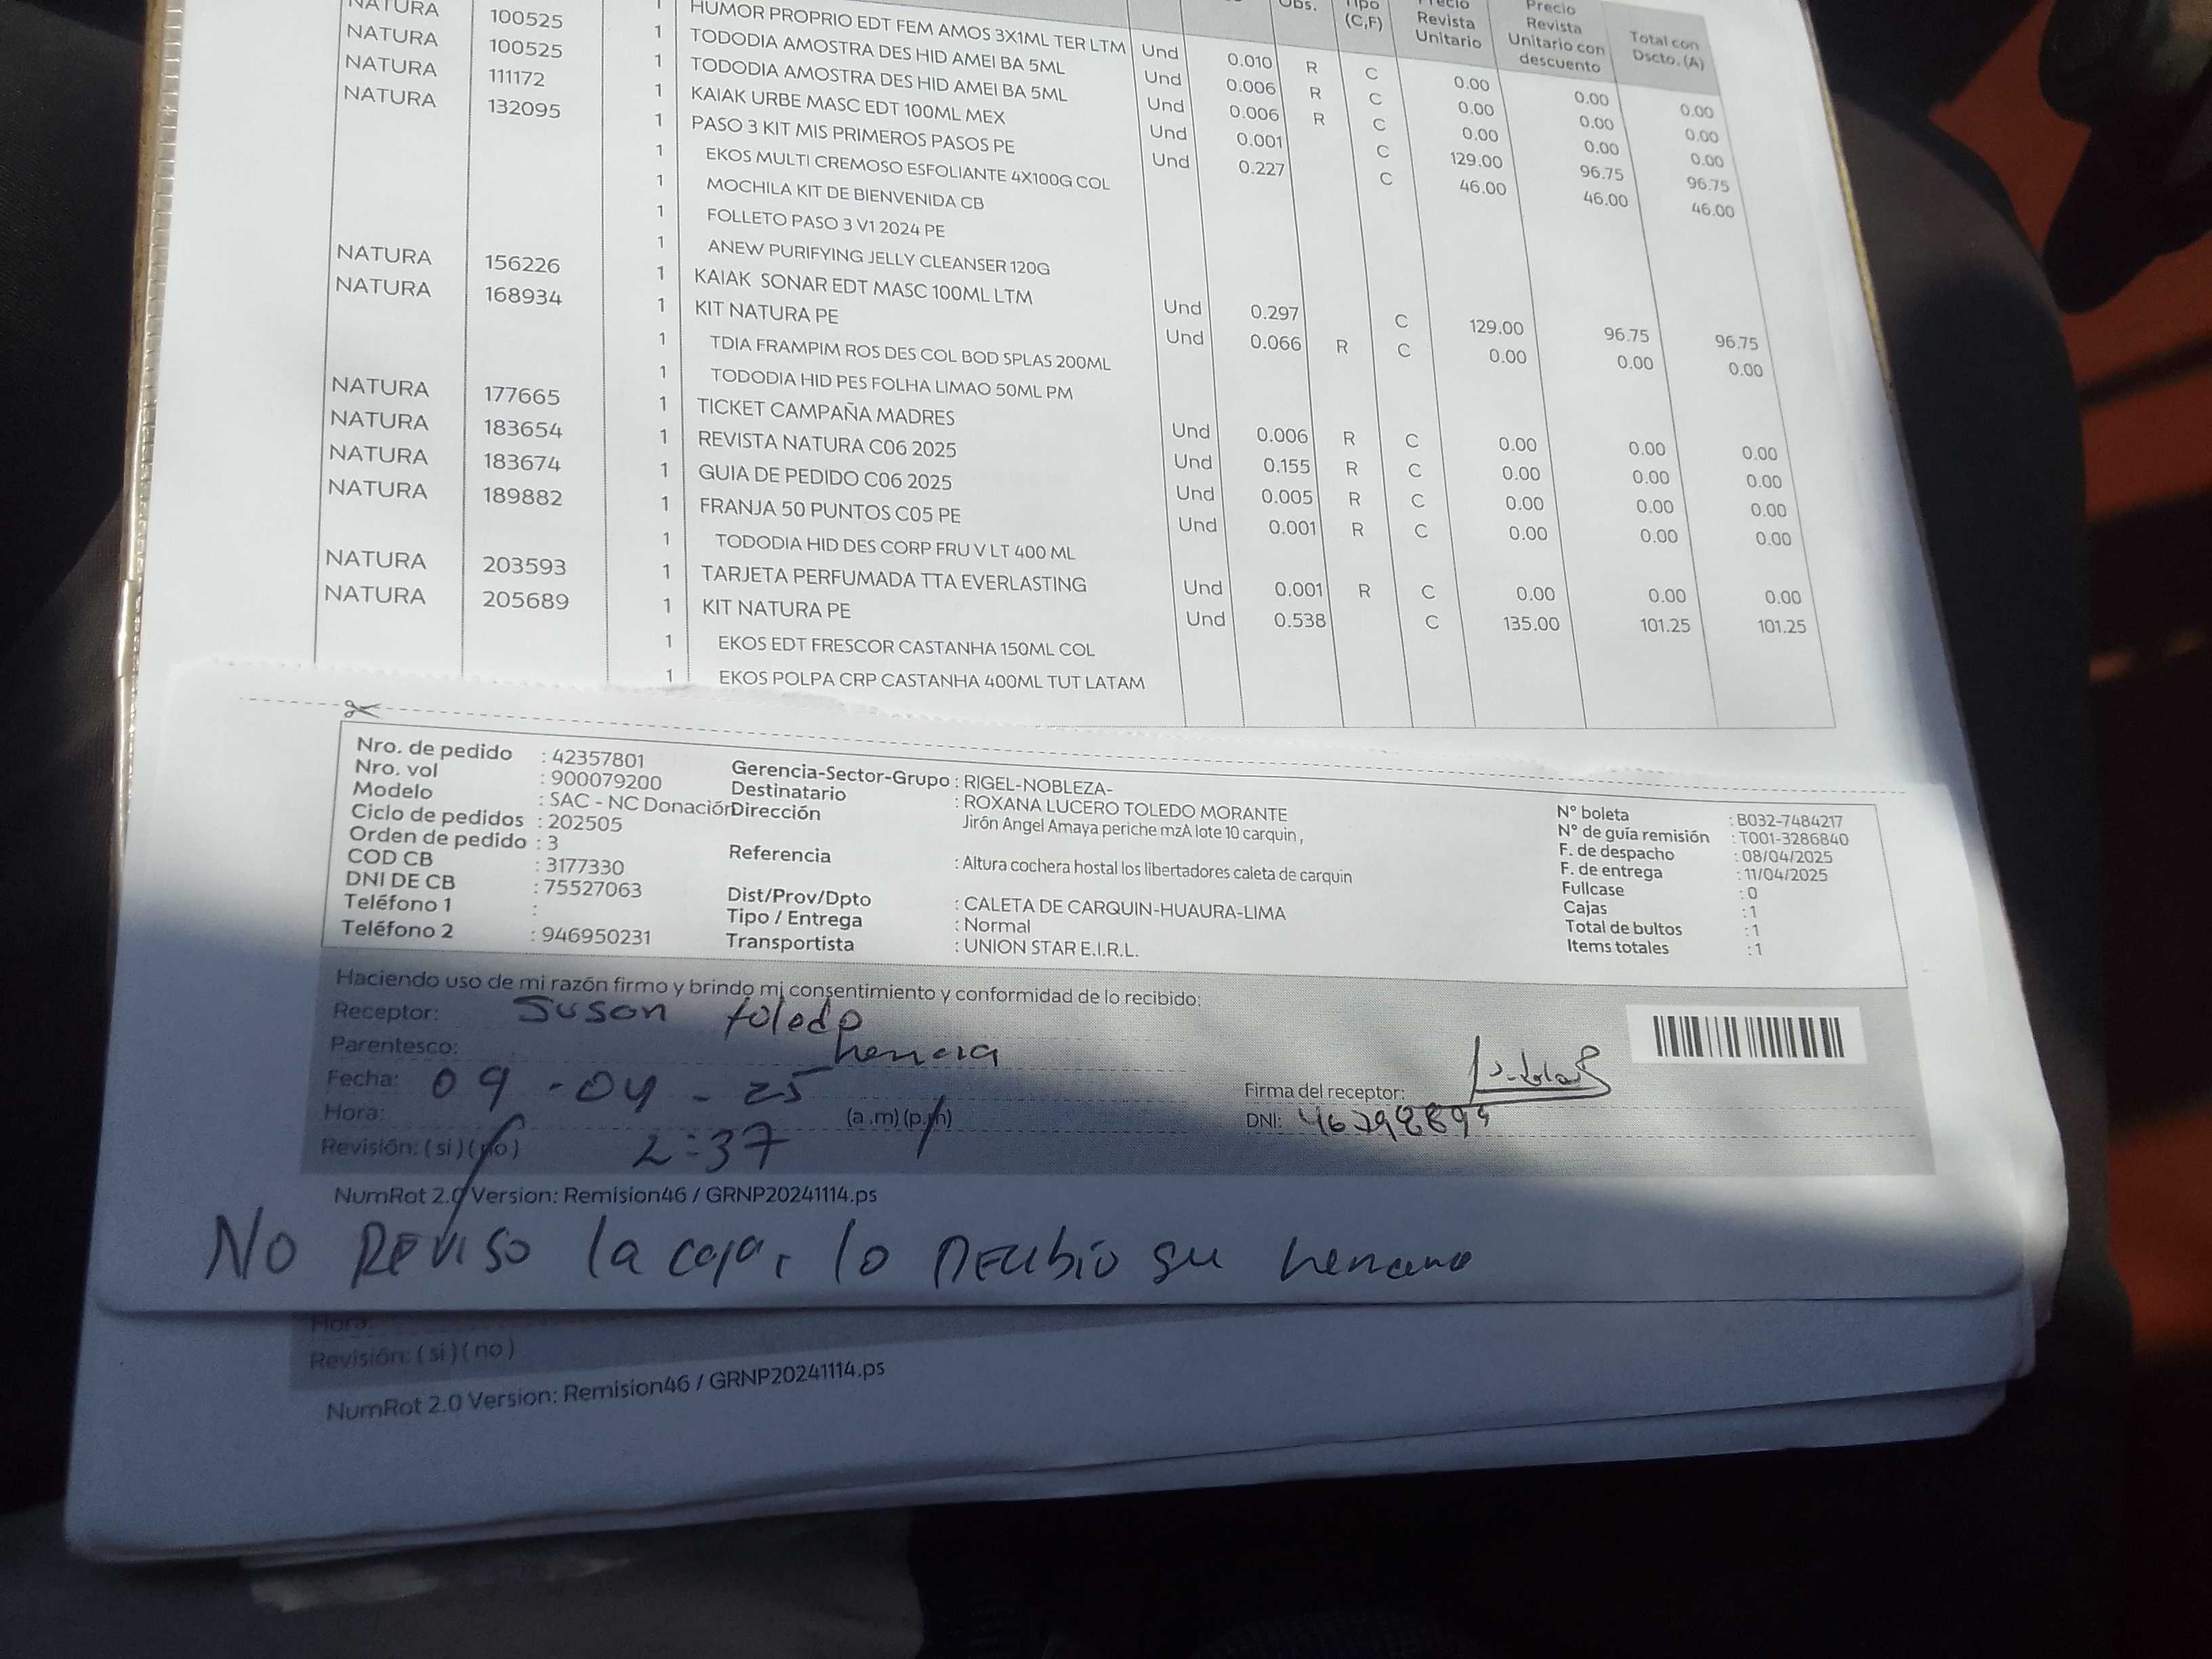 Obs. Tipo (C,F) Precio Revista Unitario Precio Revista Unitario con descuento Total con Dscto. (A)
NATURA 100525 1 HUMOR PROPRIO EDT FEM AMOS 3X1ML TER LTM Und 0.010 R C 0.00 0.00 0.00
NATURA 100525 1 TODODIA AMOSTRA DES HID AMEI BA 5ML Und 0.006 R C 0.00 0.00 0.00
NATURA 111172 1 TODODIA AMOSTRA DES HID AMEI BA 5ML Und 0.006 R C 0.00 0.00 0.00
NATURA 132095 1 KAIAK URBE MASC EDT 100ML MEX Und 0.001 C 129.00 96.75 96.75
1 PASO 3 KIT MIS PRIMEROS PASOS PE Und 0.227 C 46.00 46.00 46.00
1 EKOS MULTI CREMOSO ESFOLIANTE 4X100G COL
1 MOCHILA KIT DE BIENVENIDA CB
1 FOLLETO PASO 3 V1 2024 PE
1 ANEW PURIFYING JELLY CLEANSER 120G
NATURA 156226 1 KAIAK SONAR EDT MASC 100ML LTM Und 0.297 C 129.00 96.75 96.75
NATURA 168934 1 KIT NATURA PE Und 0.066 R C 0.00 0.00 0.00
1 TDIA FRAMPIM ROS DES COL BOD SPLAS 200ML
1 TODODIA HID PES FOLHA LIMAO 50ML PM
NATURA 177665 1 TICKET CAMPAÑA MADRES Und 0.006 R C 0.00 0.00 0.00
NATURA 183654 1 REVISTA NATURA C06 2025 Und 0.155 R C 0.00 0.00 0.00
NATURA 183674 1 GUIA DE PEDIDO C06 2025 Und 0.005 R C 0.00 0.00 0.00
NATURA 189882 1 FRANJA 50 PUNTOS C05 PE Und 0.001 R C 0.00 0.00 0.00
1 TODODIA HID DES CORP FRU V LT 400 ML
NATURA 203593 1 TARJETA PERFUMADA TTA EVERLASTING Und 0.001 R C 0.00 0.00 0.00
NATURA 205689 1 KIT NATURA PE Und 0.538 C 135.00 101.25 101.25
1 EKOS EDT FRESCOR CASTANHA 150ML COL
1 EKOS POLPA CRP CASTANHA 400ML TUT LATAM
Nro. de pedido : 42357801
Nro. vol : 900079200
Modelo : SAC - NC Donación
Ciclo de pedidos : 202505
Orden de pedido : 3
COD CB : 3177330
DNI DE CB : 75527063
Teléfono 1 :
Teléfono 2 : 946950231
Gerencia-Sector-Grupo : RIGEL-NOBLEZA-
Destinatario : ROXANA LUCERO TOLEDO MORANTE
Dirección Jirón Angel Amaya periche mzA lote 10 carquin ,
Referencia : Altura cochera hostal los libertadores caleta de carquin
Dist/Prov/Dpto : CALETA DE CARQUIN-HUAURA-LIMA
Tipo / Entrega : Normal
Transportista : UNION STAR E.I.R.L.
N° boleta : B032-7484217
N° de guía remisión : T001-3286840
F. de despacho : 08/04/2025
F. de entrega : 11/04/2025
Fullcase : 0
Cajas : 1
Total de bultos : 1
Items totales : 1
Haciendo uso de mi razón firmo y brindo mi consentimiento y conformidad de lo recibido:
Receptor: Susan toledo
Parentesco:
Fecha: 09-04-25
Hora: 2:37 (a.m)(p.m)
Revisión: ( si ) ( no )
Firma del receptor:
DNI:
NumRot 2.0 Version: Remision46 / GRNP20241114.ps
No Reviso la caja, lo Recibio su
Hora:
Revisión: ( si ) ( no )
NumRot 2.0 Version: Remision46 / GRNP20241114.ps